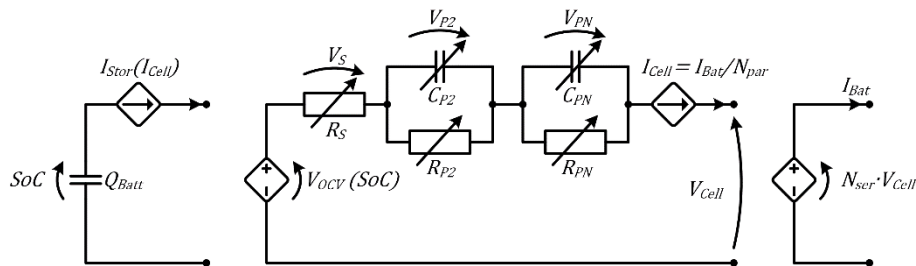 I_Stor(I_Cell)
SoC
Q_Batt
V_S
R_S
V_OCV(SoC)
V_P2
C_P2
R_P2
V_PN
C_PN
R_PN
I_Cell = I_Bat/N_par
V_Cell
I_Bat
N_ser·V_Cell